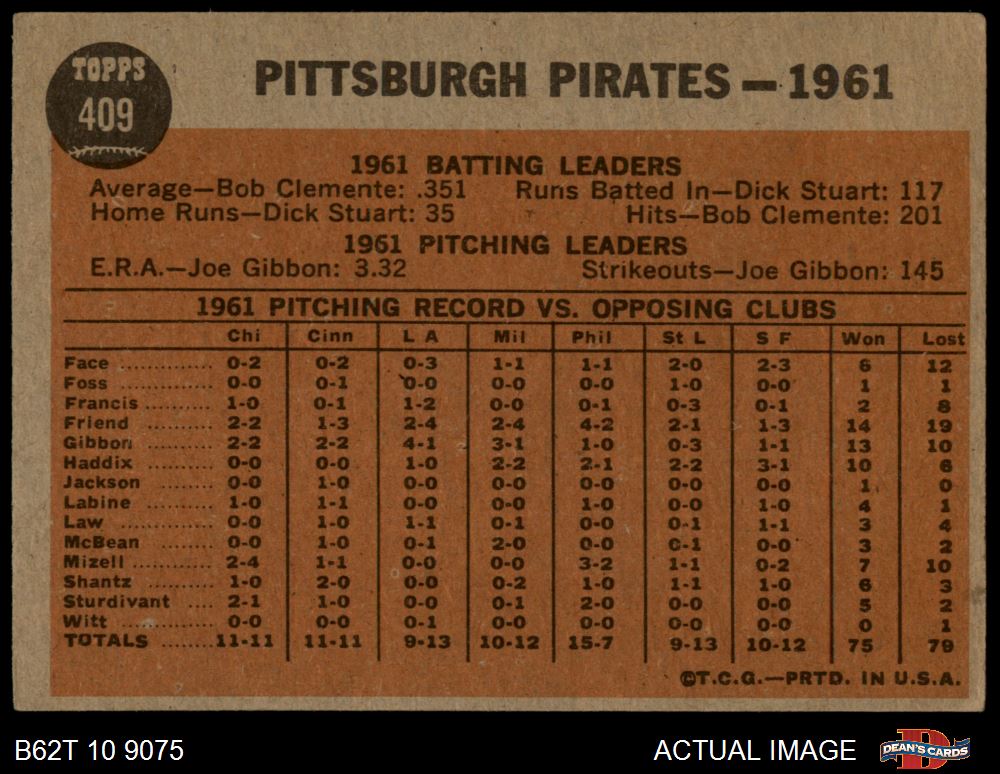 TOPPS
409
PITTSBURGH PIRATES — 1961
1961 BATTING LEADERS
Average—Bob Clemente: .351 Runs Batted In—Dick Stuart: 117
Home Runs—Dick Stuart: 35 Hits—Bob Clemente: 201
1961 PITCHING LEADERS
E.R.A.—Joe Gibbon: 3.32 Strikeouts—Joe Gibbon: 145
1961 PITCHING RECORD VS. OPPOSING CLUBS
Chi Cinn L A Mil Phil St L S F Won Lost
Face .............. 0-2 0-2 0-3 1-1 1-1 2-0 2-3 6 12
Foss .............. 0-0 0-1 0-0 0-0 0-0 1-0 0-0 1 1
Francis .......... 1-0 0-1 1-2 0-0 0-1 0-3 0-1 2 8
Friend ........... 2-2 1-3 2-4 2-4 4-2 2-1 1-3 14 19
Gibbon .......... 2-2 2-2 4-1 3-1 1-0 0-3 1-1 13 10
Haddix .......... 0-0 0-0 1-0 2-2 2-1 2-2 3-1 10 6
Jackson ........ 0-0 1-0 0-0 0-0 0-0 0-0 0-0 1 0
Labine .......... 1-0 1-1 0-0 0-0 1-0 0-0 1-0 4 1
Law .............. 0-0 1-0 1-1 0-1 0-0 0-1 1-1 3 4
McBean ........ 0-0 1-0 0-1 2-0 0-0 0-1 0-0 3 2
Mizell ............ 2-4 1-1 0-0 0-0 3-2 1-1 0-2 7 10
Shantz .......... 1-0 2-0 0-0 0-2 1-0 1-1 1-0 6 3
Sturdivant .... 2-1 1-0 0-0 0-1 2-0 0-0 0-0 5 2
Witt .............. 0-0 0-0 0-1 0-0 0-0 0-0 0-0 0 1
TOTALS ........ 11-11 11-11 9-13 10-12 15-7 9-13 10-12 75 79
©T.C.G.—PRTD. IN U.S.A.
B62T 10 9075 ACTUAL IMAGE
DEAN'S CARDS